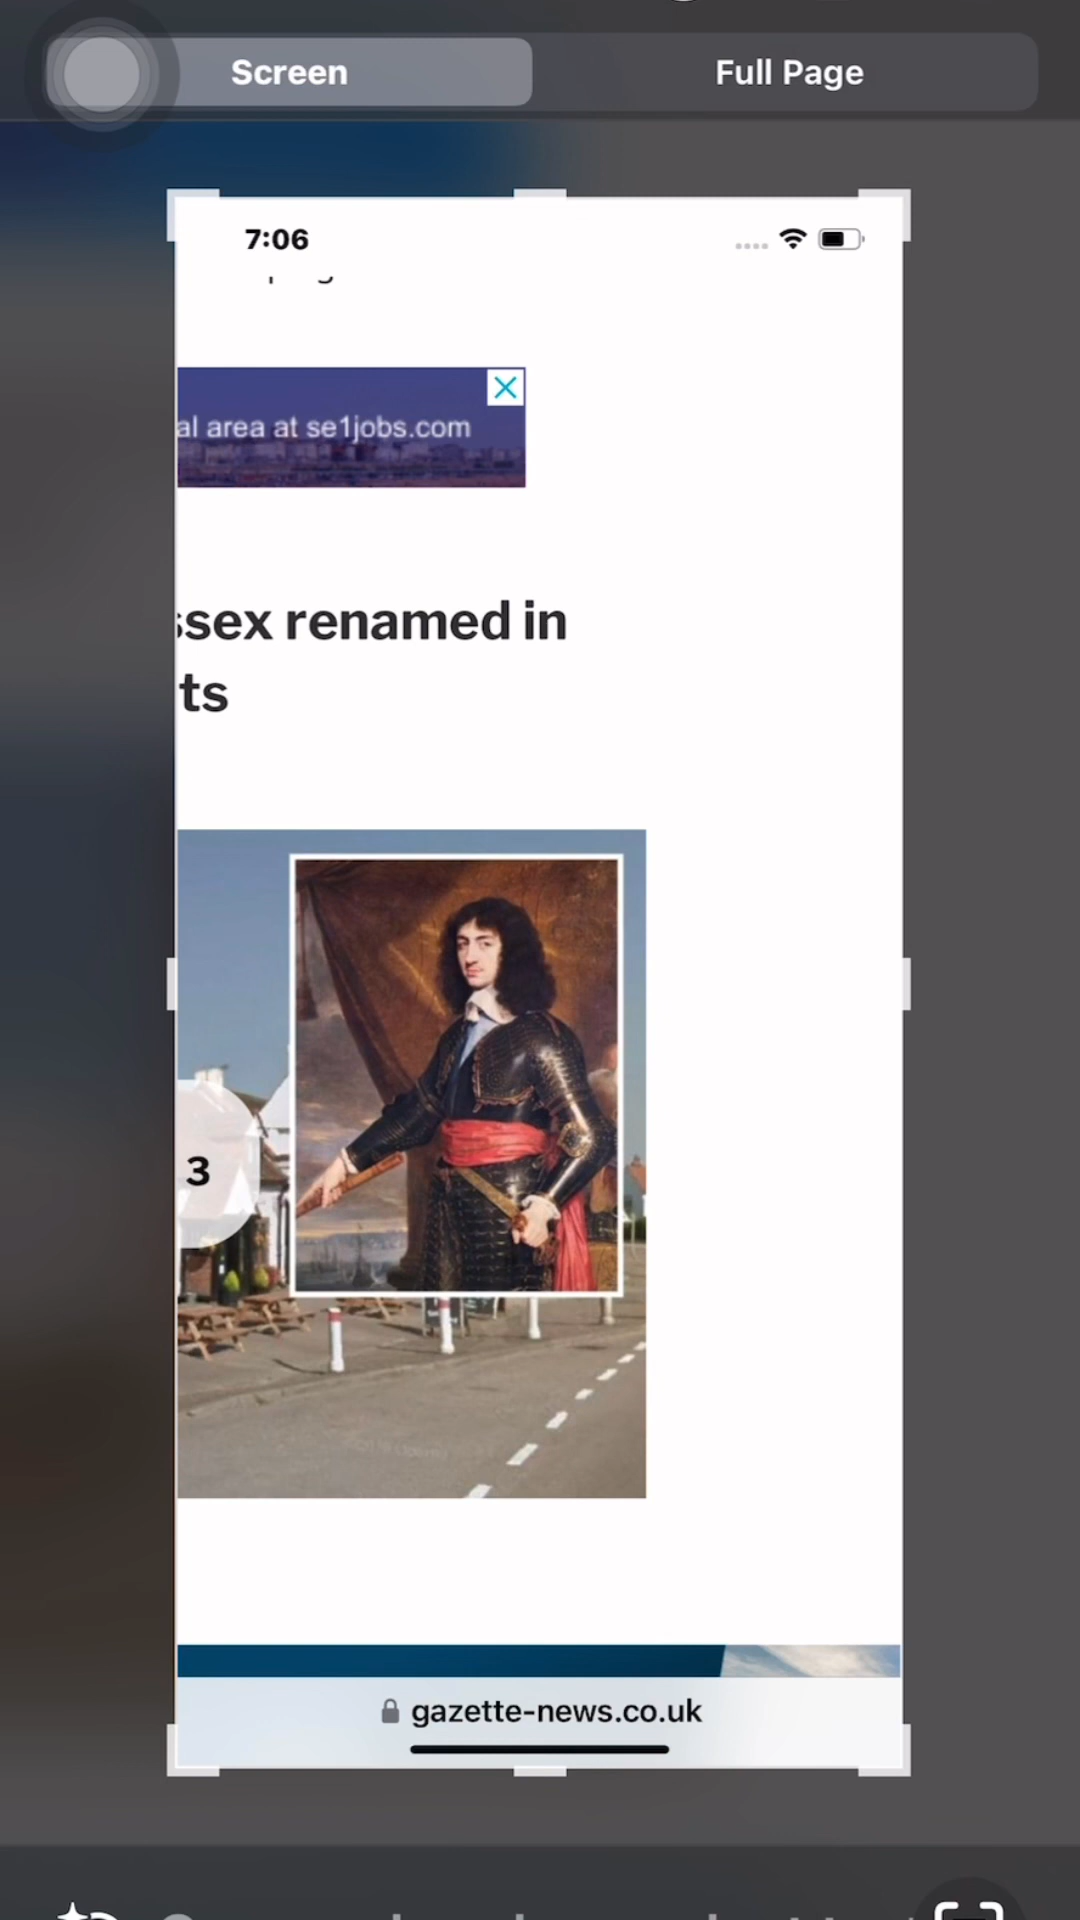 Screen
Full Page
7:06
al area at se1jobs.com
ssex renamed in
ts
3
gazette-news.co.uk